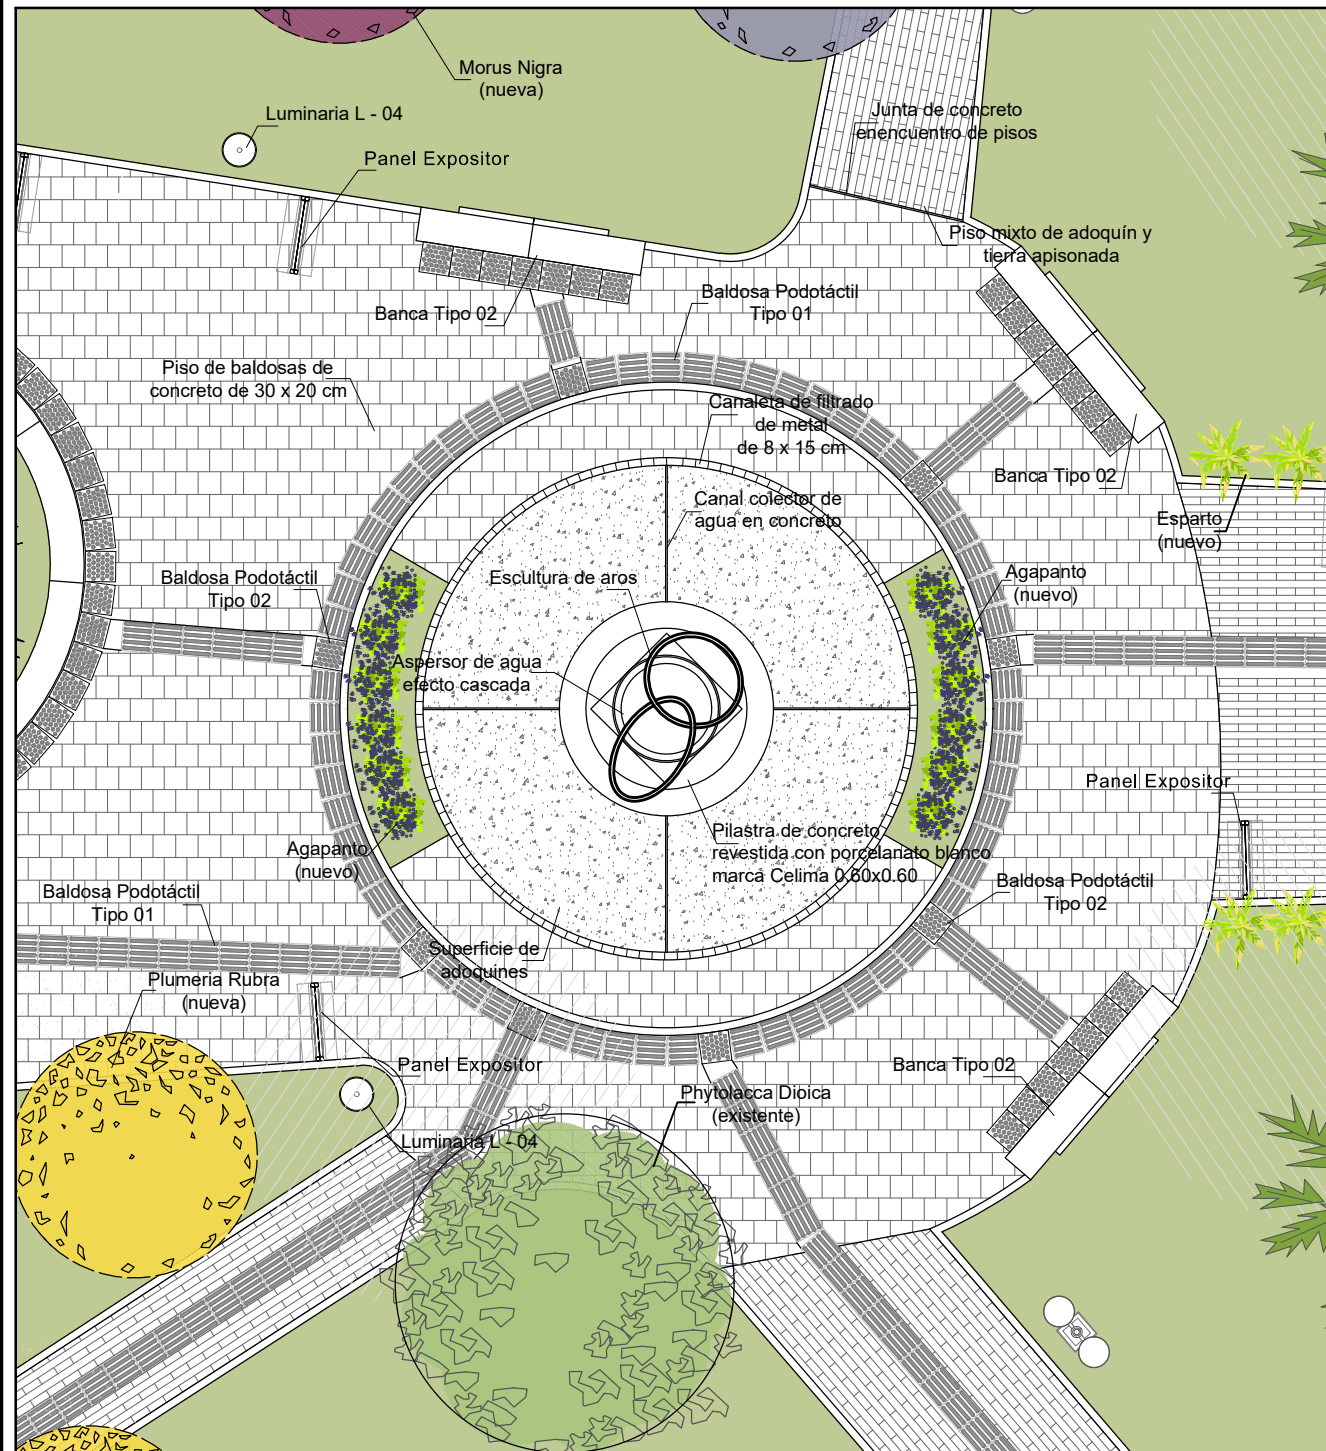 Morus Nigra
(nueva)
Luminaria L - 04
Junta de concreto
enencuentro de pisos
Panel Expositor
Piso mixto de adoquín y
tierra apisonada
Baldosa Podotáctil
Tipo 01
Banca Tipo 02
Piso de baldosas de
concreto de 30 x 20 cm
Canaleta de filtrado
de metal
de 8 x 15 cm
Banca Tipo 02
Canal colector de
agua en concreto
Esparto
(nuevo)
Baldosa Podotáctil
Tipo 02
Escultura de aros
Agapanto
(nuevo)
Aspersor de agua
efecto cascada
Panel Expositor
Pilastra de concreto
revestida con porcelanato blanco
marca Celima 0.60x0.60
Agapanto
(nuevo)
Baldosa Podotáctil
Tipo 01
Baldosa Podotáctil
Tipo 02
Superficie de
adoquines
Plumeria Rubra
(nueva)
Panel Expositor
Banca Tipo 02
Phytolacca Dioica
(existente)
Luminaria L - 04